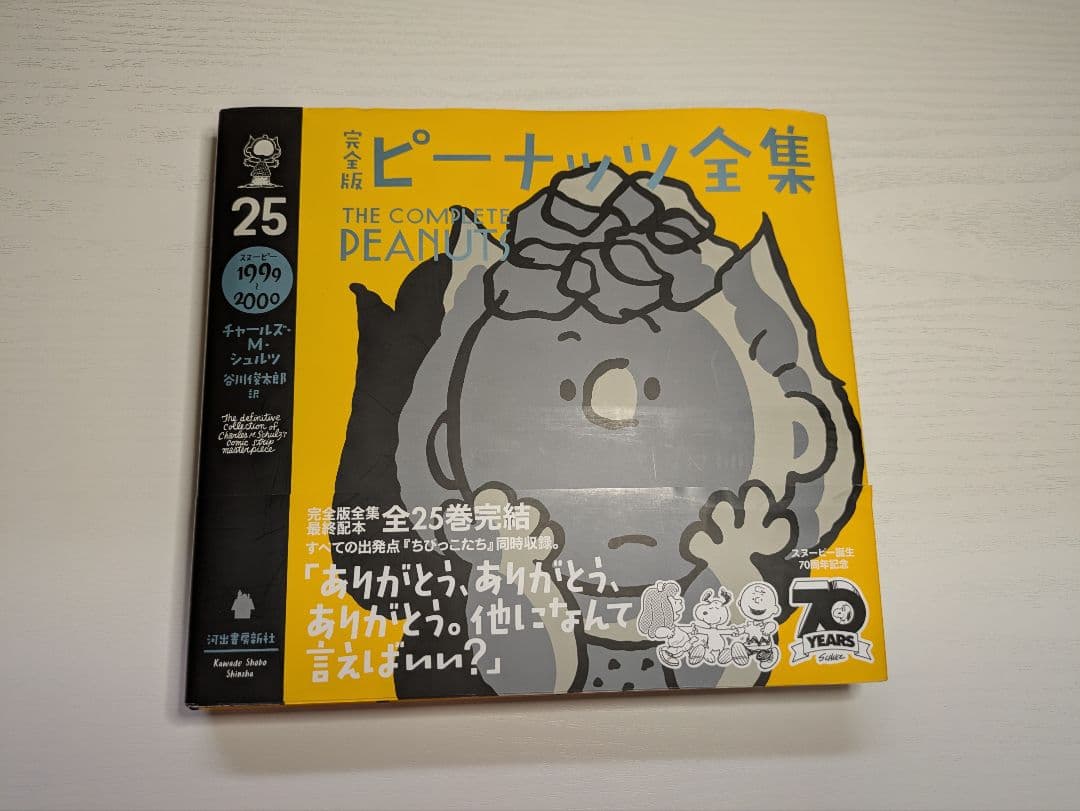 25
スヌーピー
1999
〜
2000
チャールズ・
M・
シュルツ
谷川俊太郎
訳
The definitive
collection of
Charles M. Schulz's
comic strip
masterpiece
河出書房新社
Kawade Shobo
Shinsha
完全版
ピーナッツ全集
THE COMPLETE
PEANUTS
完全版全集
最終配本
全25巻完結
すべての出発点『ちびっこたち』同時収録。
「ありがとう、ありがとう、
ありがとう。他になんて
言えばいい?」
スヌーピー誕生
70周年記念
70
YEARS
SCHULZ